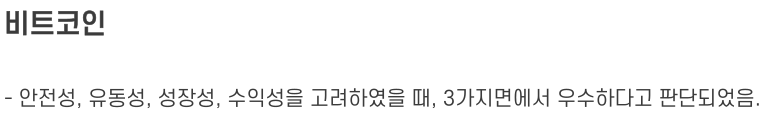 비트코인
- 안전성, 유동성, 성장성, 수익성을 고려하였을 때, 3가지면에서 우수하다고 판단되었음.